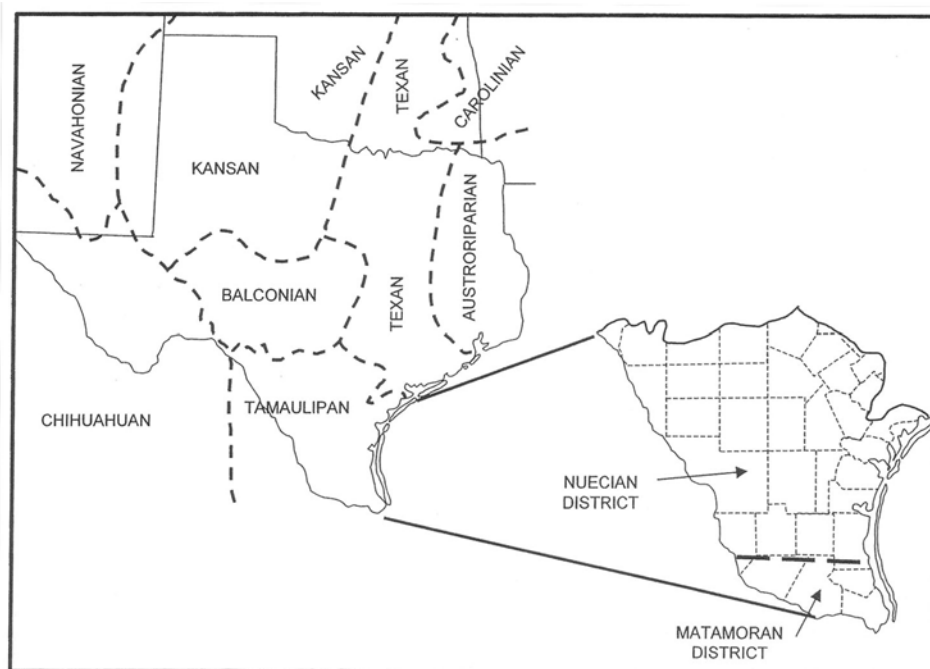 NAVAHONIAN
KANSAN
KANSAN
TEXAN
CAROLINIAN
BALCONIAN
TEXAN
AUSTRORIPARIAN
CHIHUAHUAN
TAMAULIPAN
NUECIAN
DISTRICT
MATAMORAN
DISTRICT